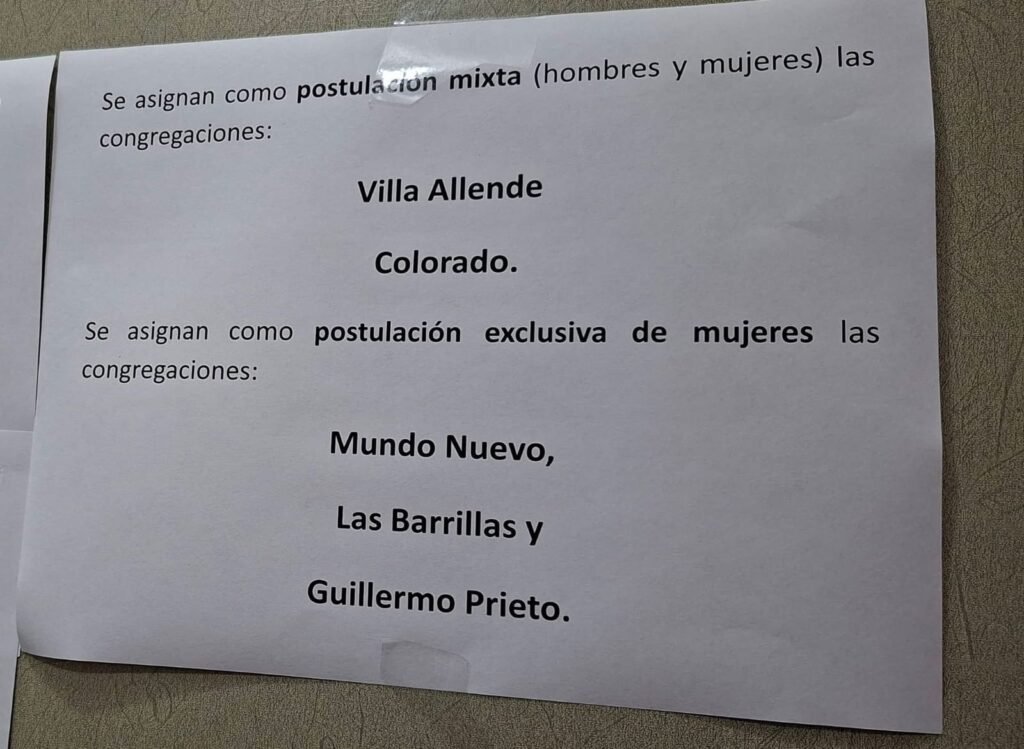 Se asignan como postulación mixta (hombres y mujeres) las
congregaciones:
Villa Allende
Colorado.
Se asignan como postulación exclusiva de mujeres las
congregaciones:
Mundo Nuevo,
Las Barrillas y
Guillermo Prieto.